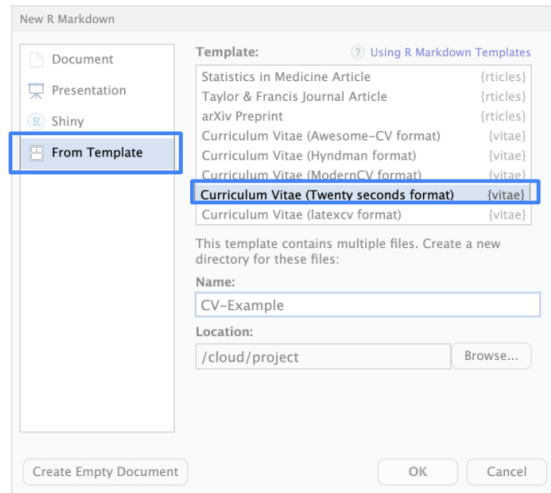 New R Markdown
Document
Presentation
R Shiny
From Template
Template:
? Using R Markdown Templates
Statistics in Medicine Article {rticles}
Taylor & Francis Journal Article {rticles}
arXiv Preprint {rticles}
Curriculum Vitae (Awesome-CV format) {vitae}
Curriculum Vitae (Hyndman format) {vitae}
Curriculum Vitae (ModernCV format) {vitae}
Curriculum Vitae (Twenty seconds format) {vitae}
Curriculum Vitae (latexcv format) {vitae}
This template contains multiple files. Create a new
directory for these files:
Name:
CV-Example
Location:
/cloud/project
Browse...
Create Empty Document
OK
Cancel